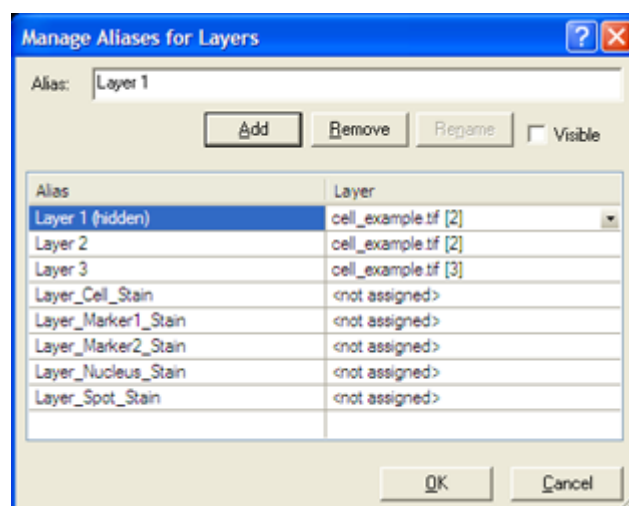 Manage Aliases for Layers
Alias: Layer 1
Add Remove Rename Visible
Alias Layer
Layer 1 (hidden) cell_example.tif [2]
Layer 2 cell_example.tif [2]
Layer 3 cell_example.tif [3]
Layer_Cell_Stain <not assigned>
Layer_Marker1_Stain <not assigned>
Layer_Marker2_Stain <not assigned>
Layer_Nucleus_Stain <not assigned>
Layer_Spot_Stain <not assigned>
OK Cancel